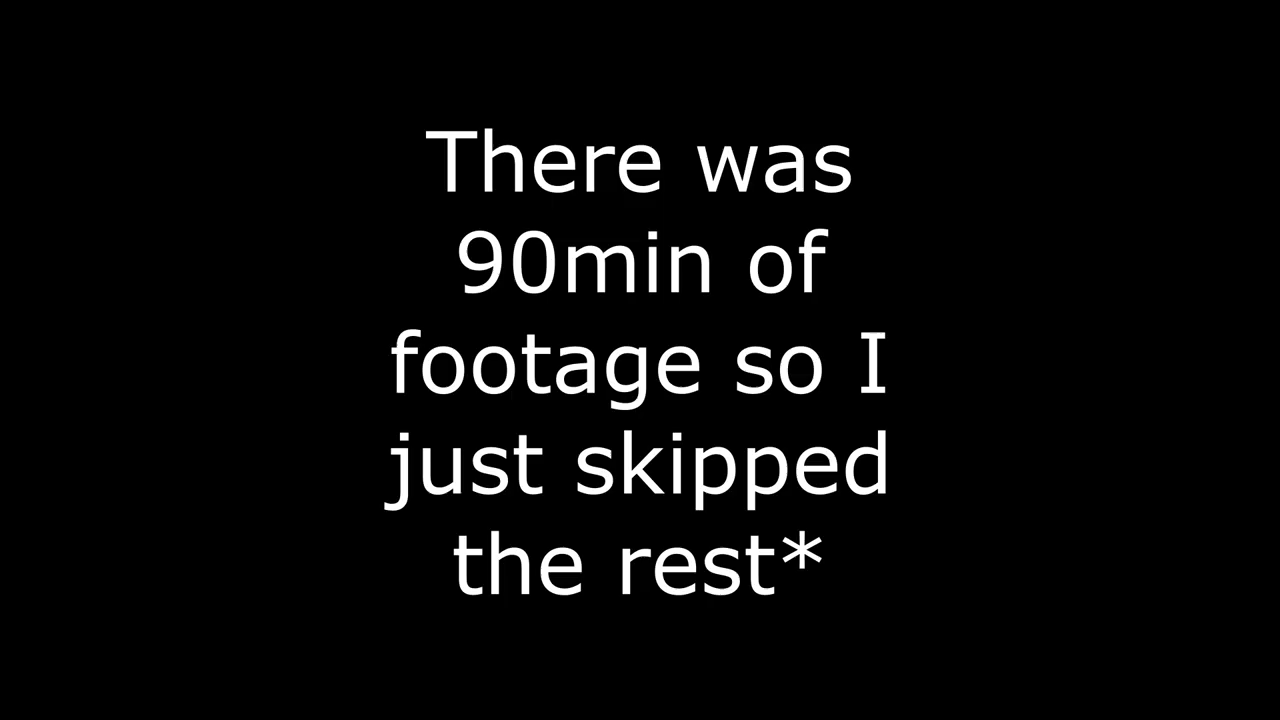 There was
90min of
footage so I
just skipped
the rest*